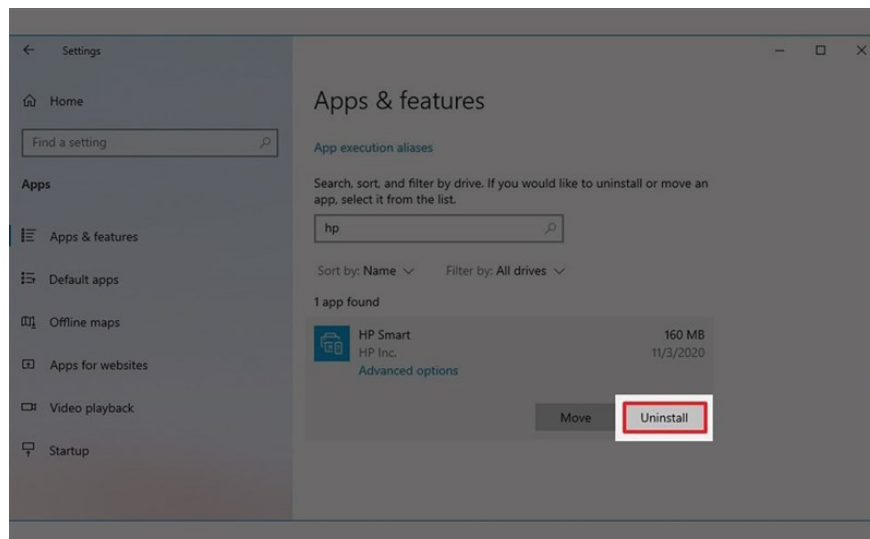 Settings
Home
Find a setting
Apps
Apps & features
Default apps
Offline maps
Apps for websites
Video playback
Startup
Apps & features
App execution aliases
Search, sort, and filter by drive. If you would like to uninstall or move an
app, select it from the list.
hp
Sort by: Name
Filter by: All drives
1 app found
HP Smart
160 MB
HP Inc.
11/3/2020
Advanced options
Move
Uninstall